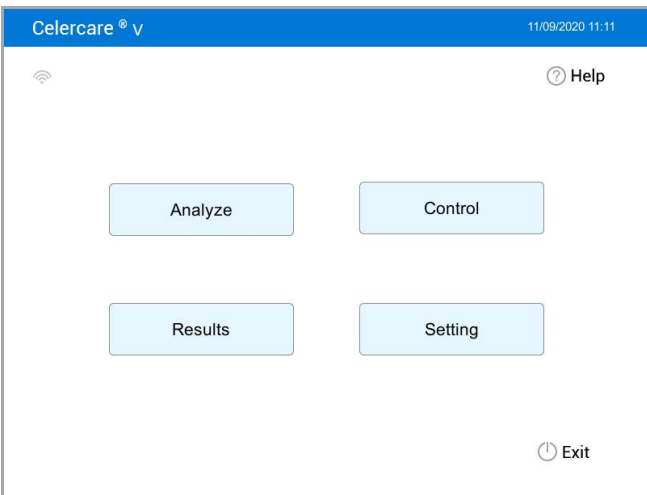 Celercare ® V 11/09/2020 11:11
Help
Analyze Control
Results Setting
Exit